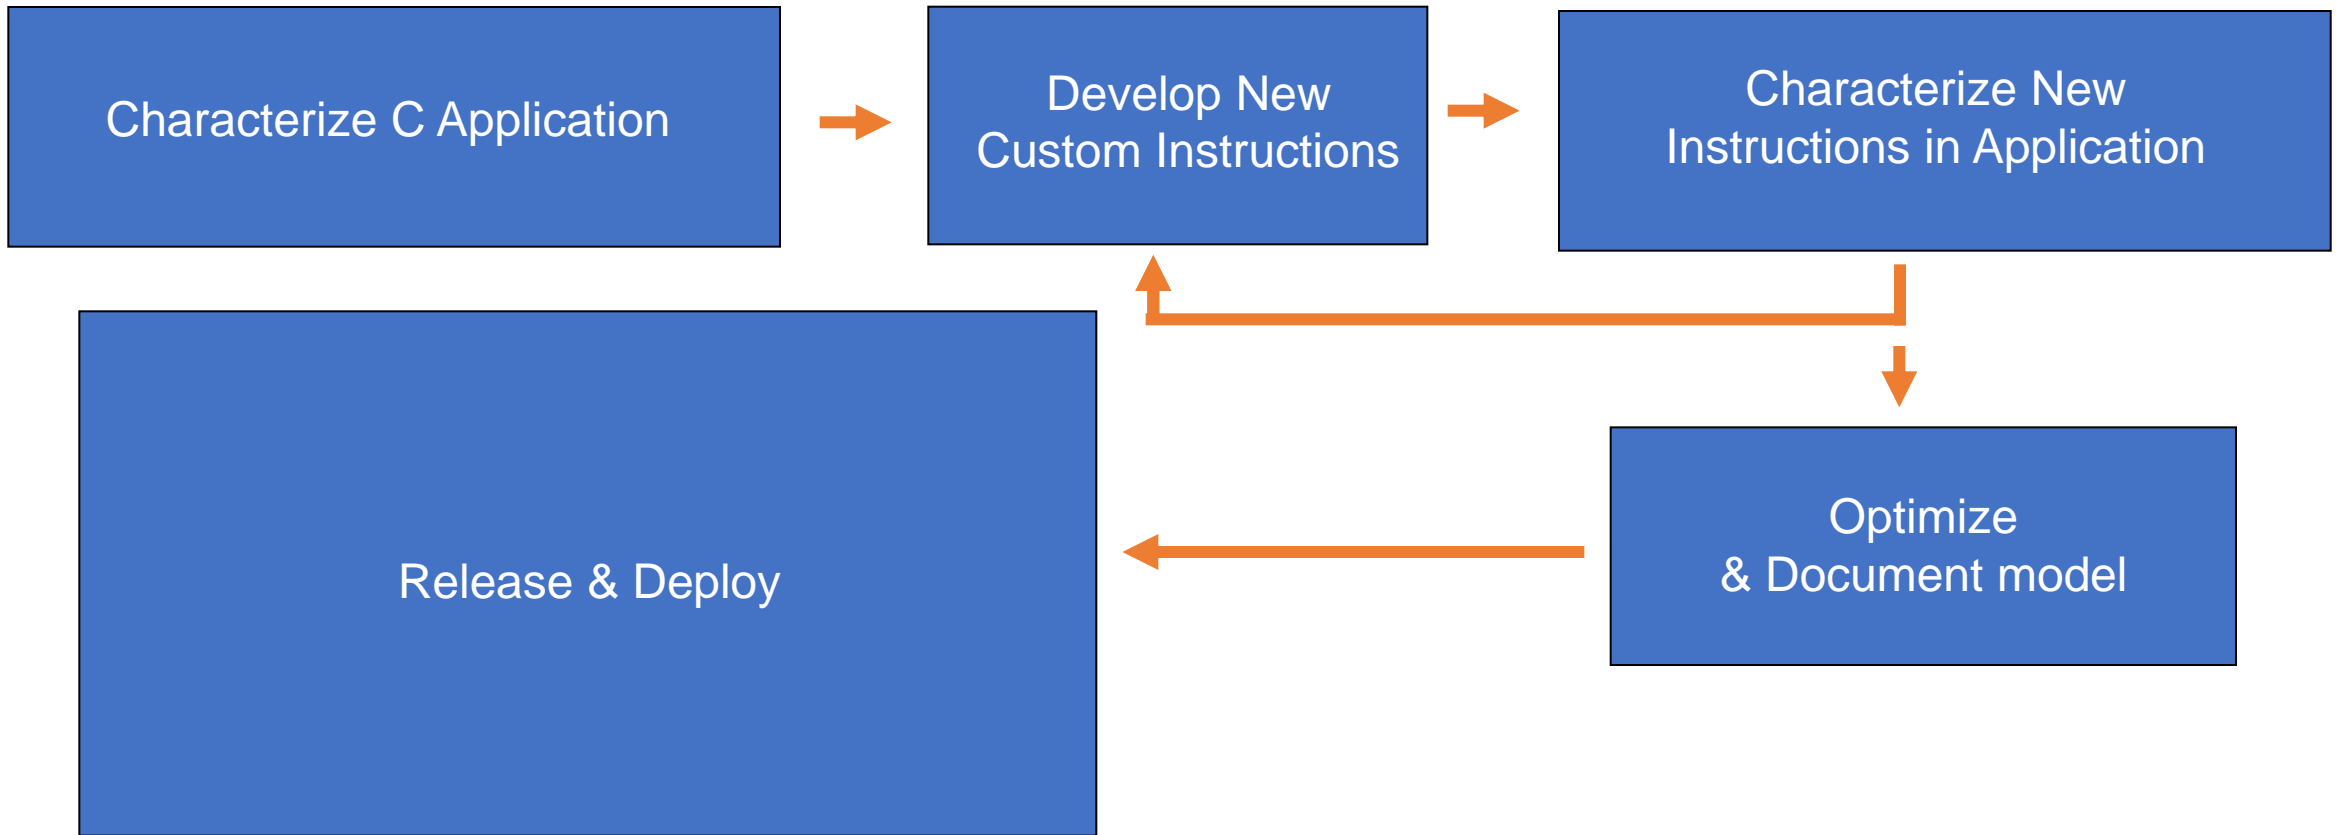 Characterize C Application
Develop New
Custom Instructions
Characterize New
Instructions in Application
Optimize
& Document model
Release & Deploy